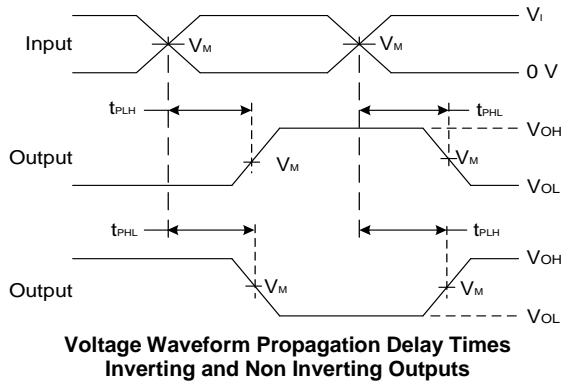 VI
Input
VM
VM
0 V
tPLH
tPHL
VOH
Output
VM
VM
VOL
tPHL
tPLH
VOH
Output
VM
VM
VOL
Voltage Waveform Propagation Delay Times
Inverting and Non Inverting Outputs